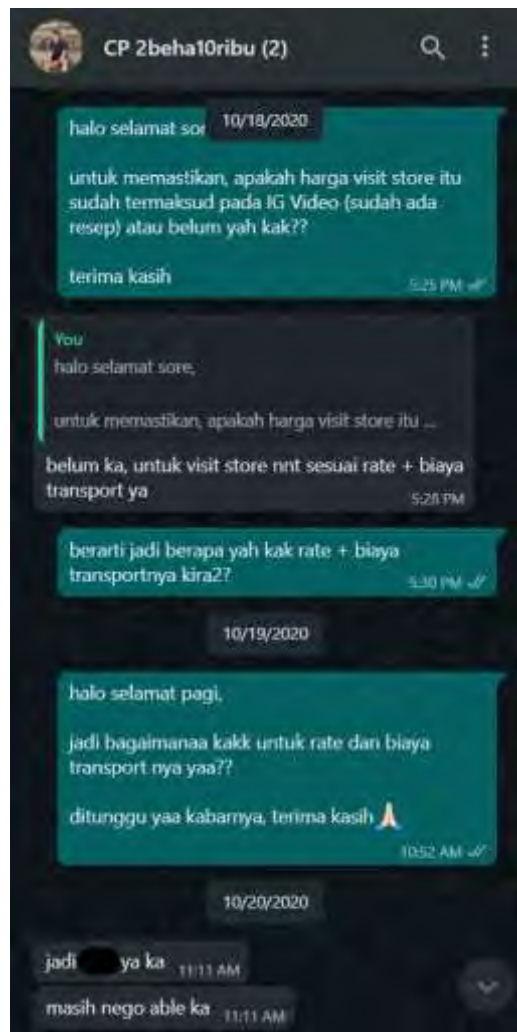 CP 2beha10ribu (2)
10/18/2020
halo selamat sor
untuk memastikan, apakah harga visit store itu
sudah termaksud pada IG Video (sudah ada
resep) atau belum yah kak??
terima kasih
5:25 PM
You
halo selamat sore,
untuk memastikan, apakah harga visit store itu ...
belum ka, untuk visit store nnt sesuai rate + biaya
transport ya
5:28 PM
berarti jadi berapa yah kak rate + biaya
transportnya kira2??
5:30 PM
10/19/2020
halo selamat pagi,
jadi bagaimanaa kakk untuk rate dan biaya
transport nya yaa??
ditunggu yaa kabarnya, terima kasih 🙏🏻
10:52 AM
10/20/2020
jadi ya ka 11:11 AM
masih nego able ka 11:11 AM